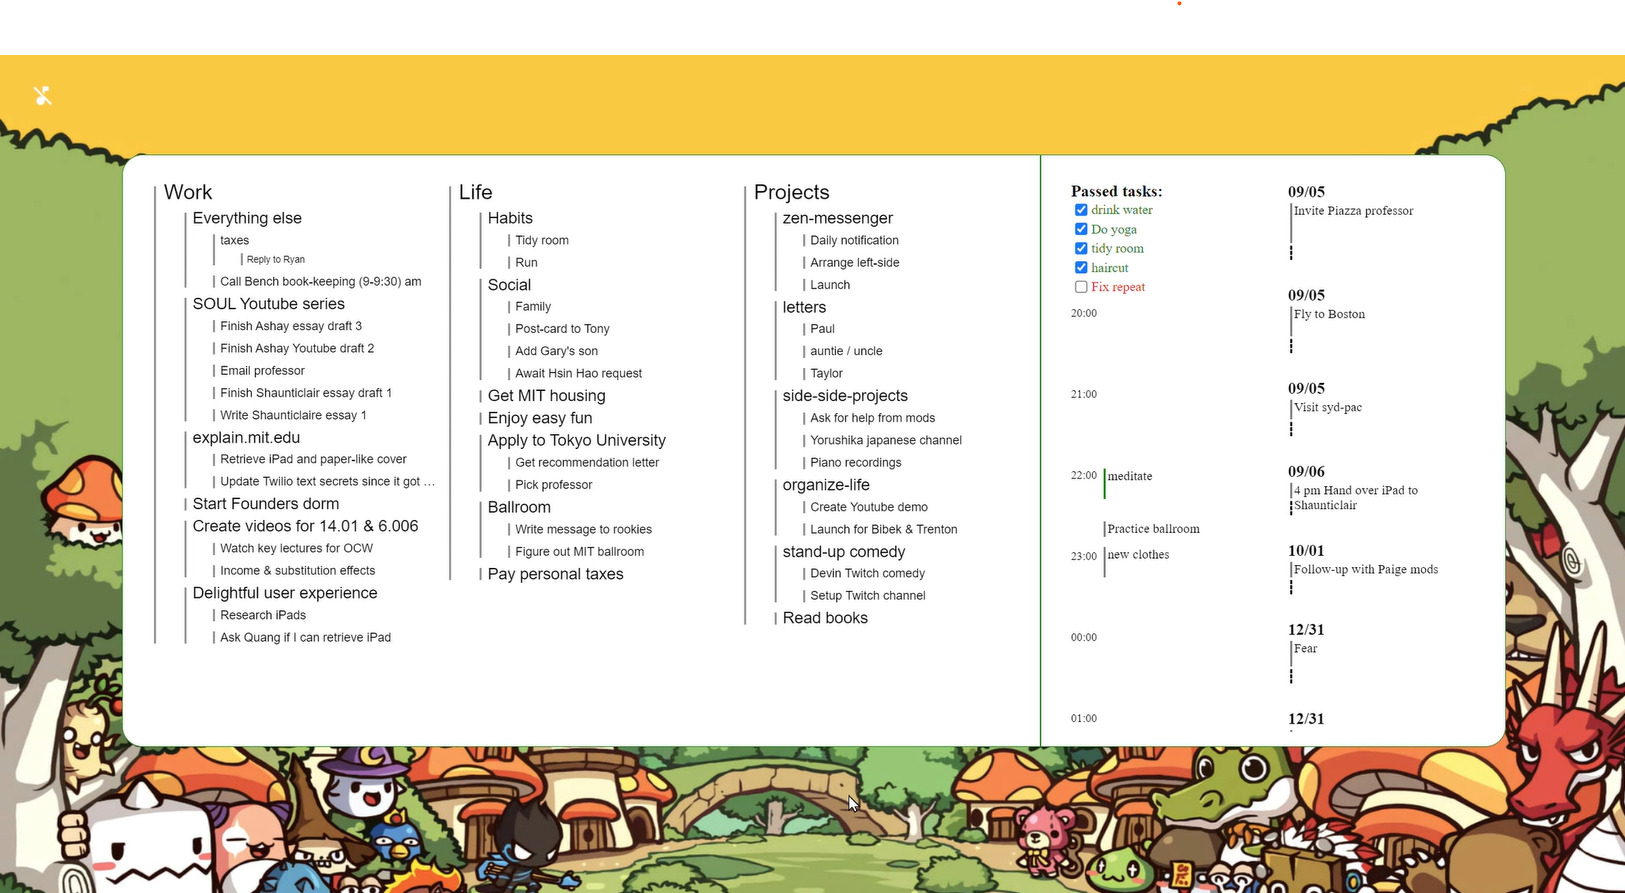 Work
Everything else
taxes
Reply to Ryan
Call Bench book-keeping (9-9:30) am
SOUL Youtube series
Finish Ashay essay draft 3
Finish Ashay Youtube draft 2
Email professor
Finish Shaunticlair essay draft 1
Write Shaunticlaire essay 1
explain.mit.edu
Retrieve iPad and paper-like cover
Update Twilio text secrets since it got ...
Start Founders dorm
Create videos for 14.01 & 6.006
Watch key lectures for OCW
Income & substitution effects
Delightful user experience
Research iPads
Ask Quang if I can retrieve iPad
Life
Habits
Tidy room
Run
Social
Family
Post-card to Tony
Add Gary's son
Await Hsin Hao request
Get MIT housing
Enjoy easy fun
Apply to Tokyo University
Get recommendation letter
Pick professor
Ballroom
Write message to rookies
Figure out MIT ballroom
Pay personal taxes
Projects
zen-messenger
Daily notification
Arrange left-side
Launch
letters
Paul
auntie / uncle
Taylor
side-side-projects
Ask for help from mods
Yorushika japanese channel
Piano recordings
organize-life
Create Youtube demo
Launch for Bibek & Trenton
stand-up comedy
Devin Twitch comedy
Setup Twitch channel
Read books
Passed tasks:
drink water
Do yoga
tidy room
haircut
Fix repeat
20:00
21:00
22:00 meditate
Practice ballroom
23:00 new clothes
00:00
01:00
09/05
Invite Piazza professor
09/05
Fly to Boston
09/05
Visit syd-pac
09/06
4 pm Hand over iPad to
Shaunticlair
10/01
Follow-up with Paige mods
12/31
Fear
12/31